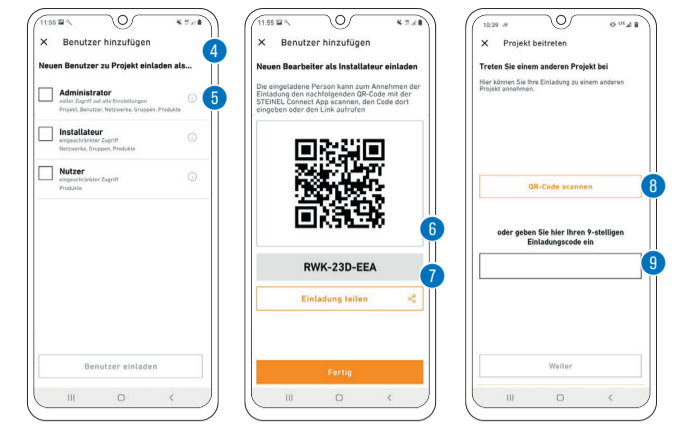 11:55
Benutzer hinzufügen
4
Neuen Benutzer zu Projekt einladen als...
Administrator
voller Zugriff auf alle Einstellungen
Projekt, Benutzer, Netzwerke, Gruppen, Produkte
5
Installateur
eingeschränkter Zugriff
Netzwerke, Gruppen, Produkte
Nutzer
eingeschränkter Zugriff
Produkte
Benutzer einladen
11:55
Benutzer hinzufügen
Neuen Bearbeiter als Installateur einladen
Die eingeladene Person kann zum Annehmen der
Einladung den nachfolgenden QR-Code mit der
STEINEL Connect App scannen, den Code dort
eingeben oder den Link aufrufen
6
RWK-23D-EEA
7
Einladung teilen
Fertig
10:39
LTE
Projekt beitreten
Treten Sie einem anderen Projekt bei
Hier können Sie Ihre Einladung zu einem anderen
Projekt annehmen.
QR-Code scannen
8
oder geben Sie hier Ihren 9-stelligen
Einladungscode ein
9
Weiter